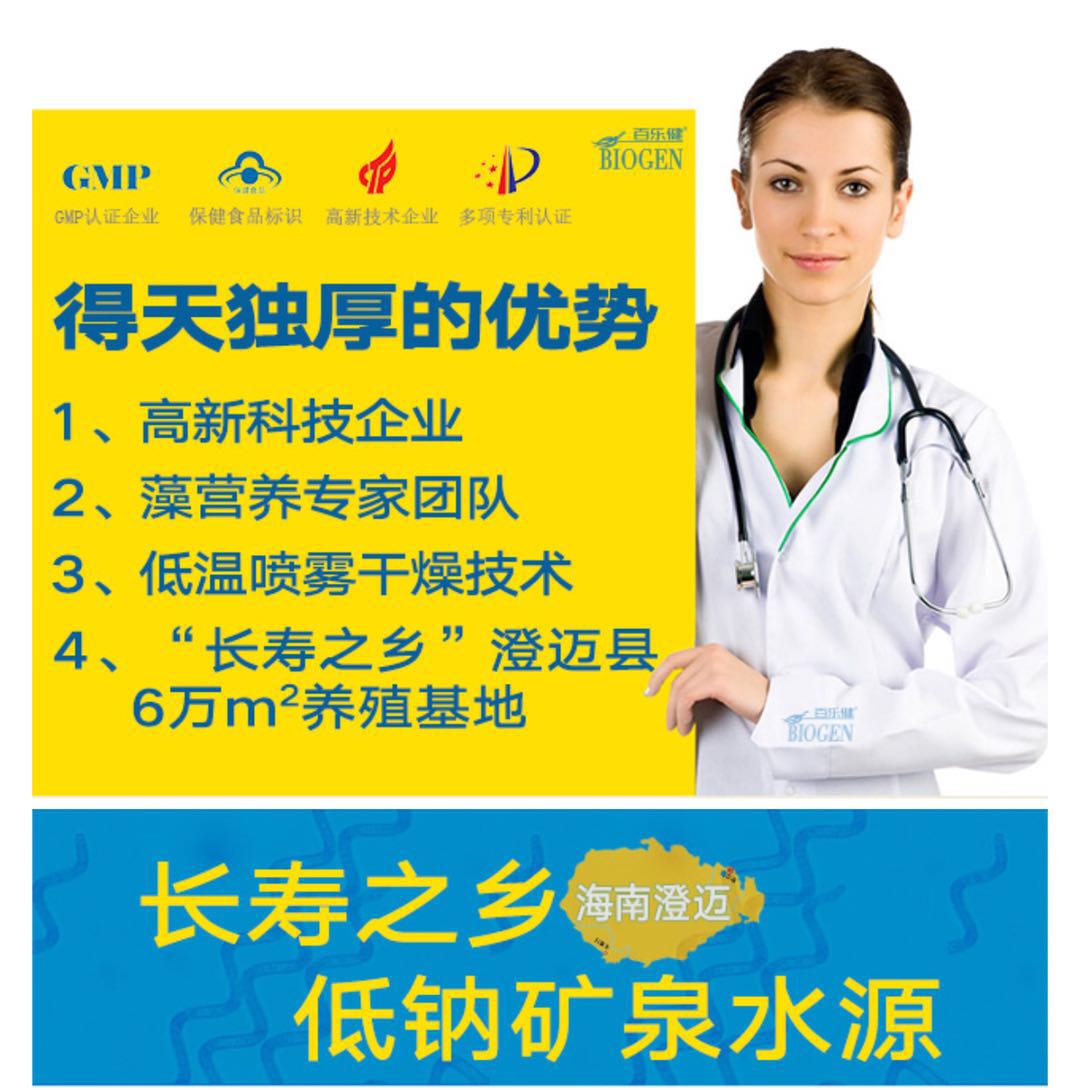 百乐健®
BIOGEN
GMP
保健食品
GMP认证企业
保健食品标识
高新技术企业
多项专利认证
得天独厚的优势
1、高新科技企业
2、藻营养专家团队
3、低温喷雾干燥技术
4、“长寿之乡”澄迈县
6万m²养殖基地
百乐健®
BIOGEN
长寿之乡
海南澄迈
低钠矿泉水源